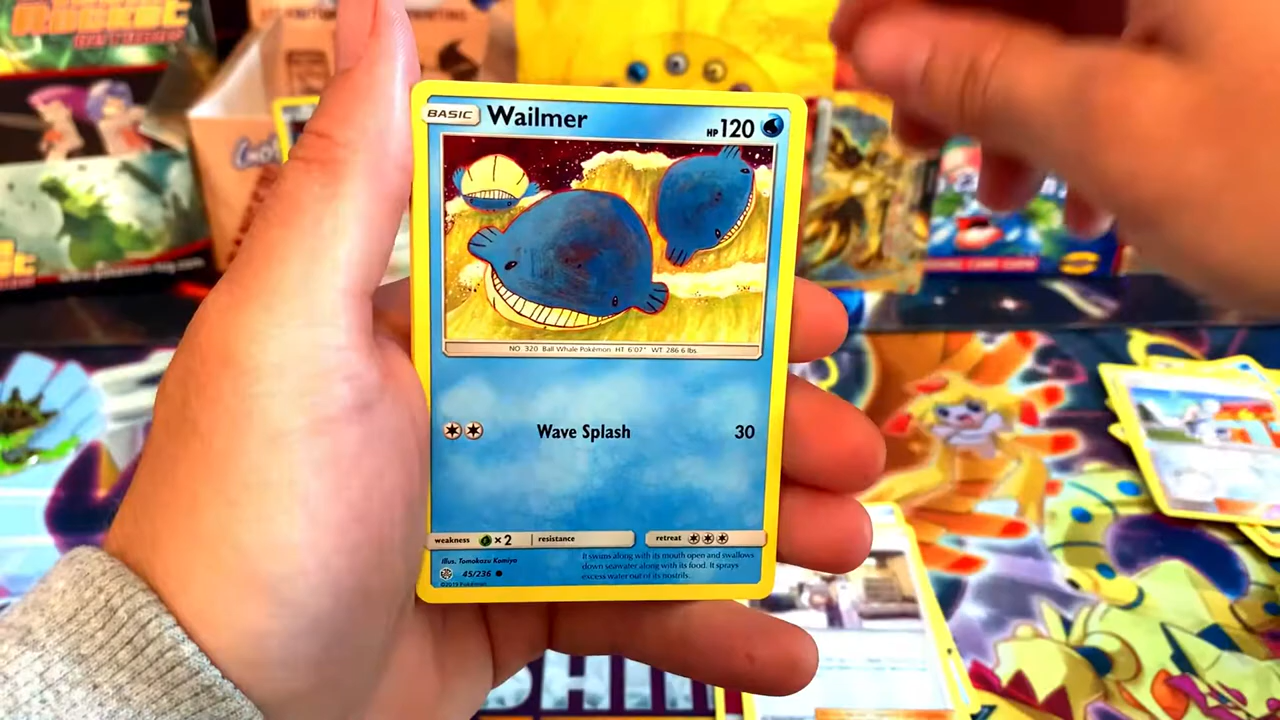 BASIC Wailmer HP 120
NO 320 Ball Whale Pokémon HT 6'07" WT 286.6 lbs.
Wave Splash 30
weakness ×2 resistance retreat
Illus. Tomokazu Komiya
45/236
©2019 Pokémon
It swims along with its mouth open and swallows
down seawater along with its food. It sprays
excess water out of its nostrils.